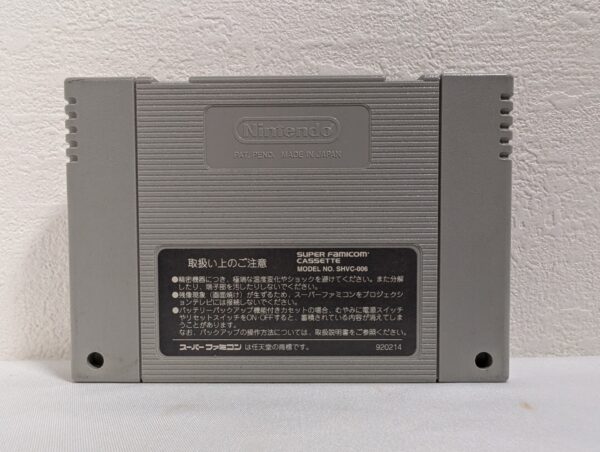 Nintendo
PAT. PEND. MADE IN JAPAN
取扱い上のご注意
SUPER FAMICOM
CASSETTE
MODEL NO. SHVC-006
●精密機器につき、極端な温度変化やショックを避けてください。また分解
したり、端子部を汚したりしないでください。
●残像現象（画面焼け）が生ずるため、スーパーファミコンをプロジェクシ
ョンテレビには接続しないでください。
●バッテリーバックアップ機能付きカセットの場合、むやみに電源スイッチ
やリセットスイッチをON・OFFすると、蓄積されている内容が消えてしま
うことがあります。
なお、バックアップの操作方法については、取扱説明書をご参照ください。
スーパーファミコン は任天堂の商標です。
920214